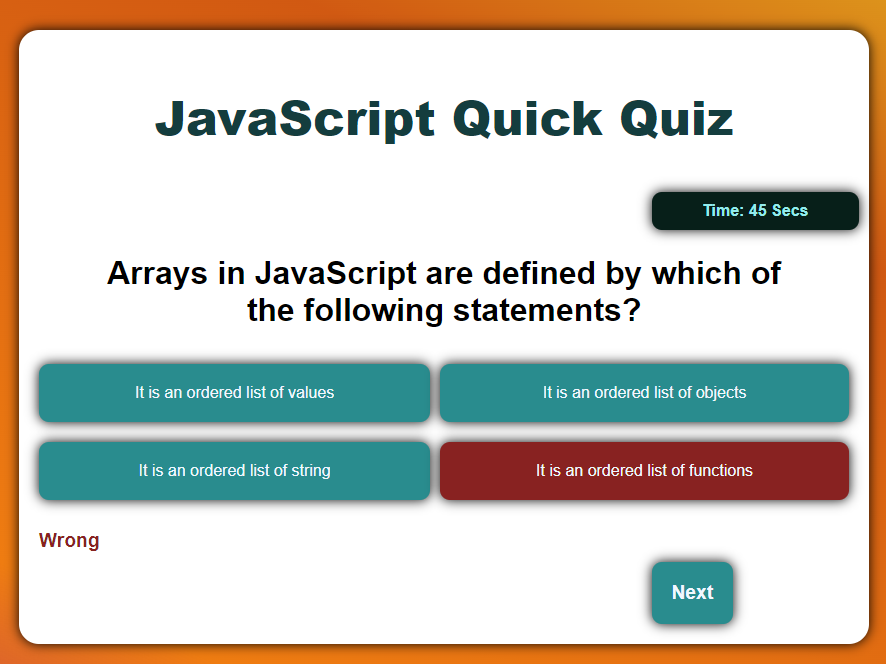 JavaScript Quick Quiz
Time: 45 Secs
Arrays in JavaScript are defined by which of
the following statements?
It is an ordered list of values
It is an ordered list of objects
It is an ordered list of string
It is an ordered list of functions
Wrong
Next